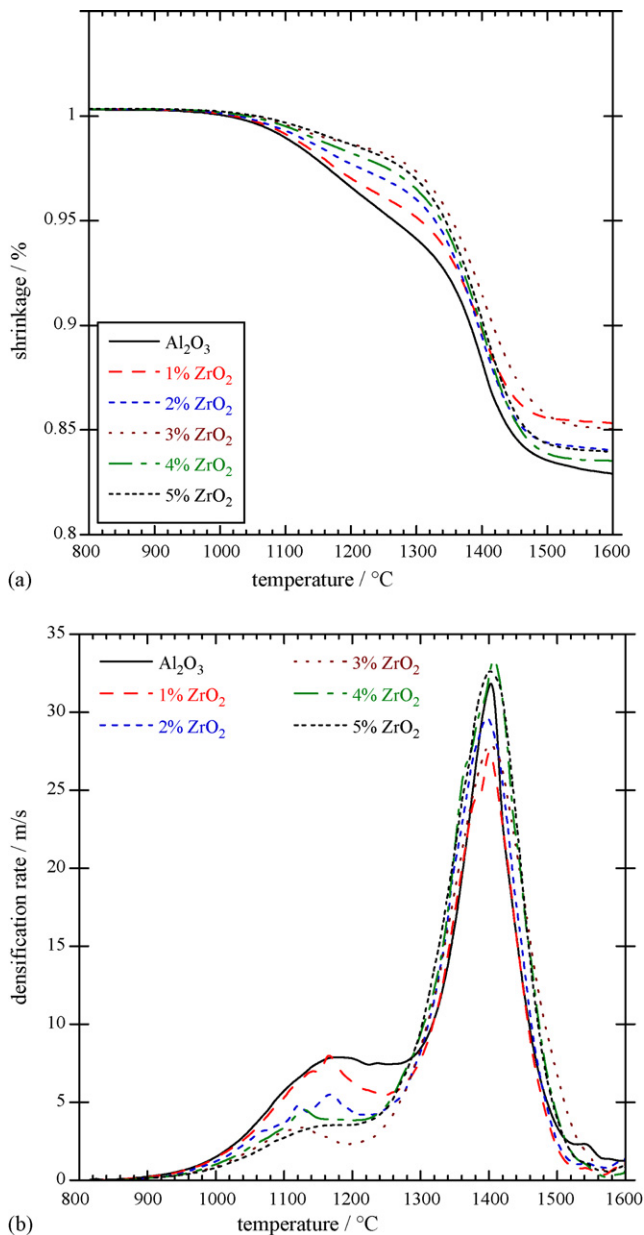 1
0.95
0.9
0.85
0.8
shrinkage / %
Al₂O₃
1% ZrO₂
2% ZrO₂
3% ZrO₂
4% ZrO₂
5% ZrO₂
800 900 1000 1100 1200 1300 1400 1500 1600
(a) temperature / °C
35
30
25
20
15
10
5
0
densification rate / m/s
Al₂O₃ 3% ZrO₂
1% ZrO₂ 4% ZrO₂
2% ZrO₂ 5% ZrO₂
800 900 1000 1100 1200 1300 1400 1500 1600
(b) temperature / °C